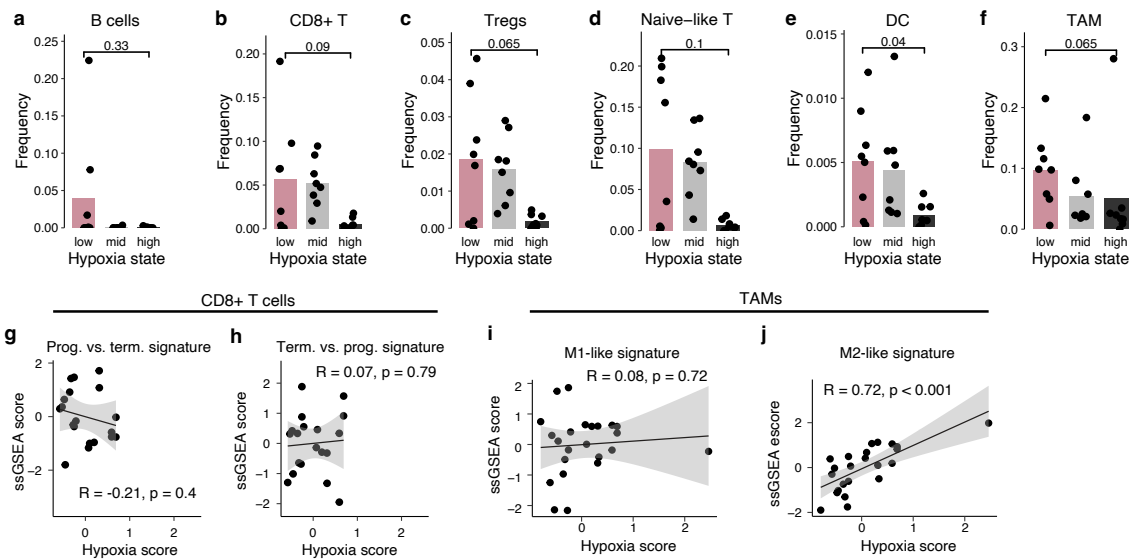 a B cells
0.25
0.20
0.15
0.10
0.05
0.00
0.33
Frequency
low mid high
Hypoxia state
b CD8+ T
0.20
0.15
0.10
0.05
0.00
0.09
Frequency
low mid high
Hypoxia state
c Tregs
0.05
0.04
0.03
0.02
0.01
0.00
0.065
Frequency
low mid high
Hypoxia state
d Naive-like T
0.20
0.15
0.10
0.05
0.00
0.1
Frequency
low mid high
Hypoxia state
e DC
0.015
0.010
0.005
0.000
0.04
Frequency
low mid high
Hypoxia state
f TAM
0.3
0.2
0.1
0.0
0.065
Frequency
low mid high
Hypoxia state
CD8+ T cells
g Prog. vs. term. signature
2
0
-2
ssGSEA score
R = -0.21, p = 0.4
0 1 2
Hypoxia score
h Term. vs. prog. signature
R = 0.07, p = 0.79
2
1
0
-1
-2
ssGSEA score
0 1 2
Hypoxia score
TAMs
i M1-like signature
R = 0.08, p = 0.72
2
1
0
-1
-2
ssGSEA score
0 1 2
Hypoxia score
j M2-like signature
R = 0.72, p < 0.001
4
2
0
-2
ssGSEA escore
0 1 2
Hypoxia score